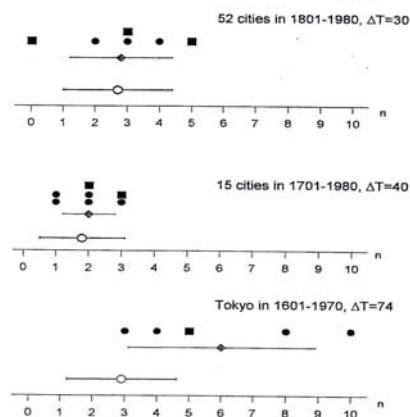 52 cities in 1801-1980, ΔT=30
0 1 2 3 4 5 6 7 8 9 10 n
15 cities in 1701-1980, ΔT=40
0 1 2 3 4 5 6 7 8 9 10 n
Tokyo in 1601-1970, ΔT=74
0 1 2 3 4 5 6 7 8 9 10 n